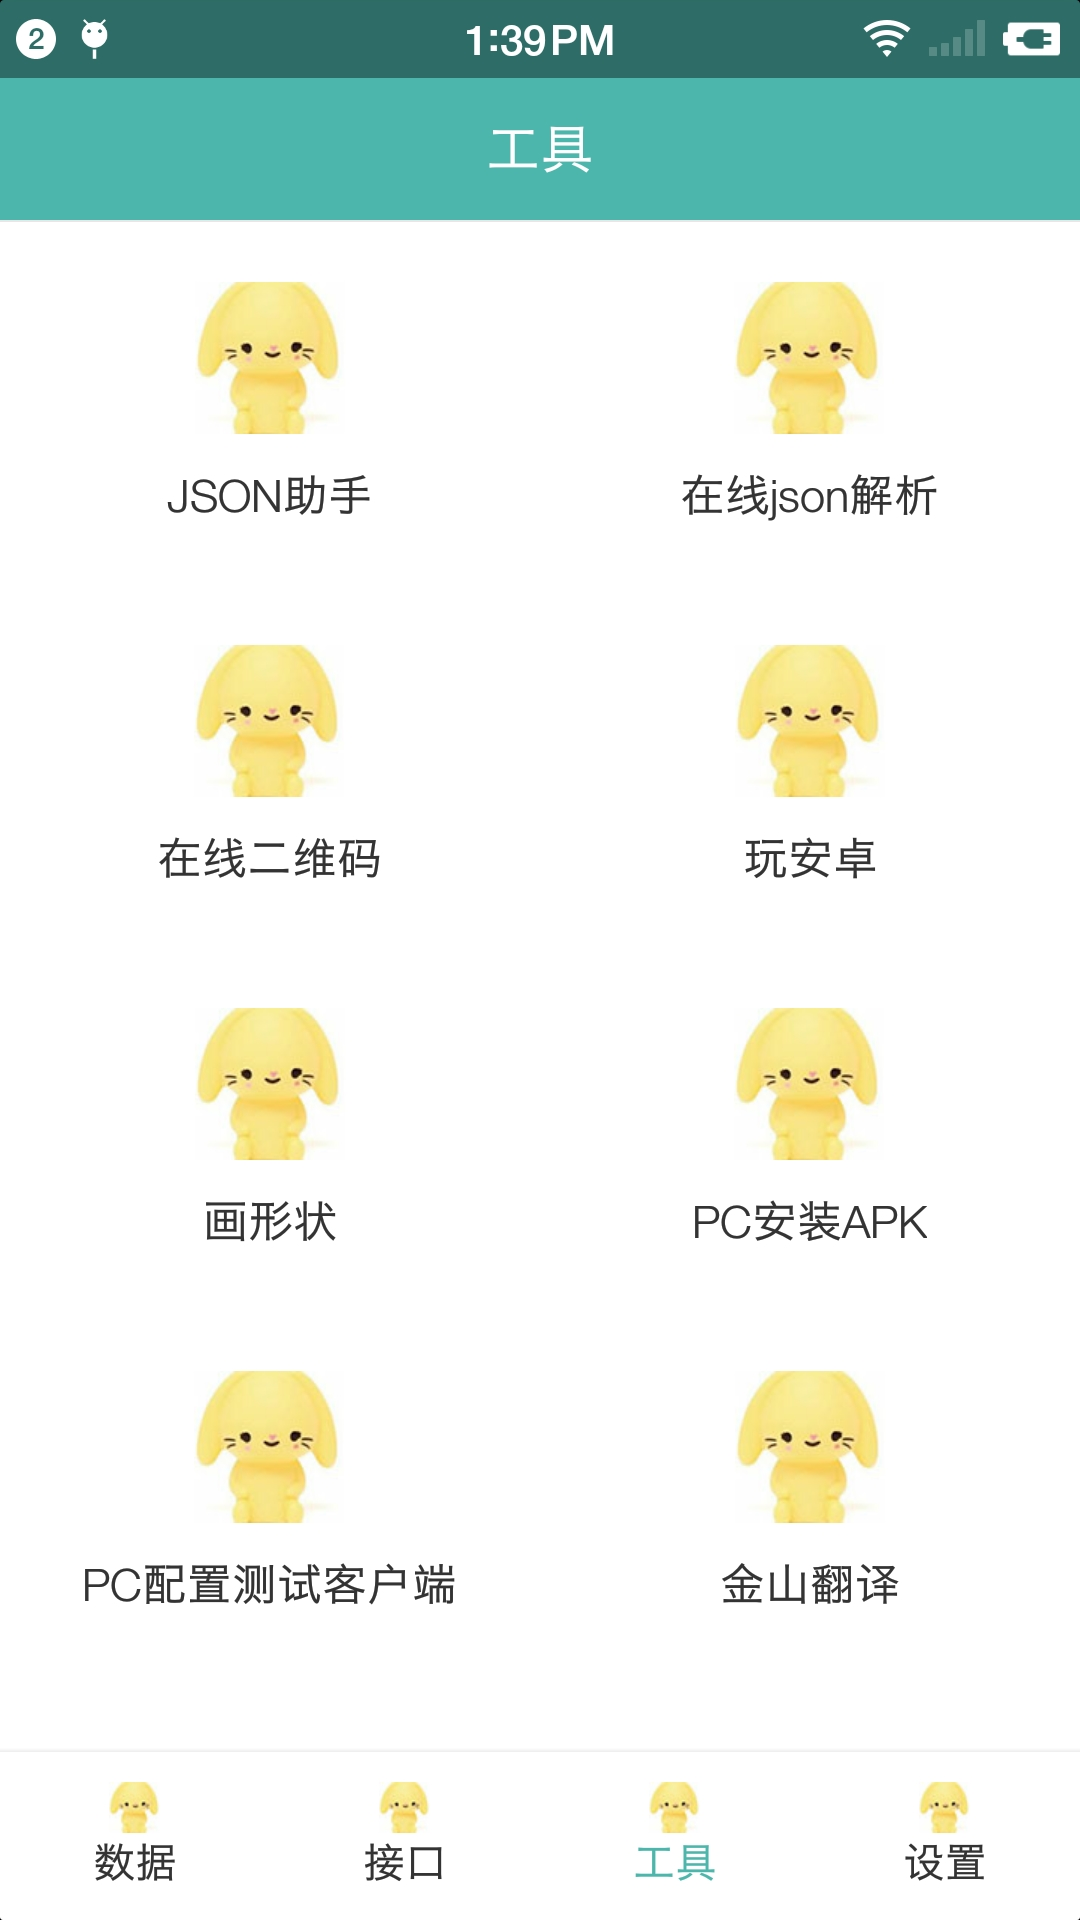 2 1:39 PM
工具
JSON助手 在线json解析
在线二维码 玩安卓
画形状 PC安装APK
PC配置测试客户端 金山翻译
数据 接口 工具 设置